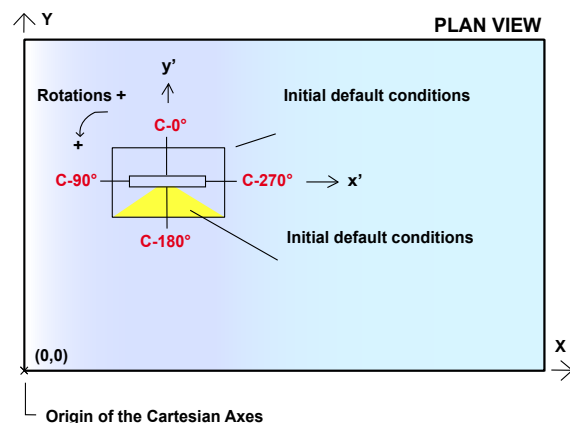 Y
PLAN VIEW
y’
Rotations +
Initial default conditions
+
C-0°
C-90°
C-270°
x’
Initial default conditions
C-180°
(0,0)
X
Origin of the Cartesian Axes